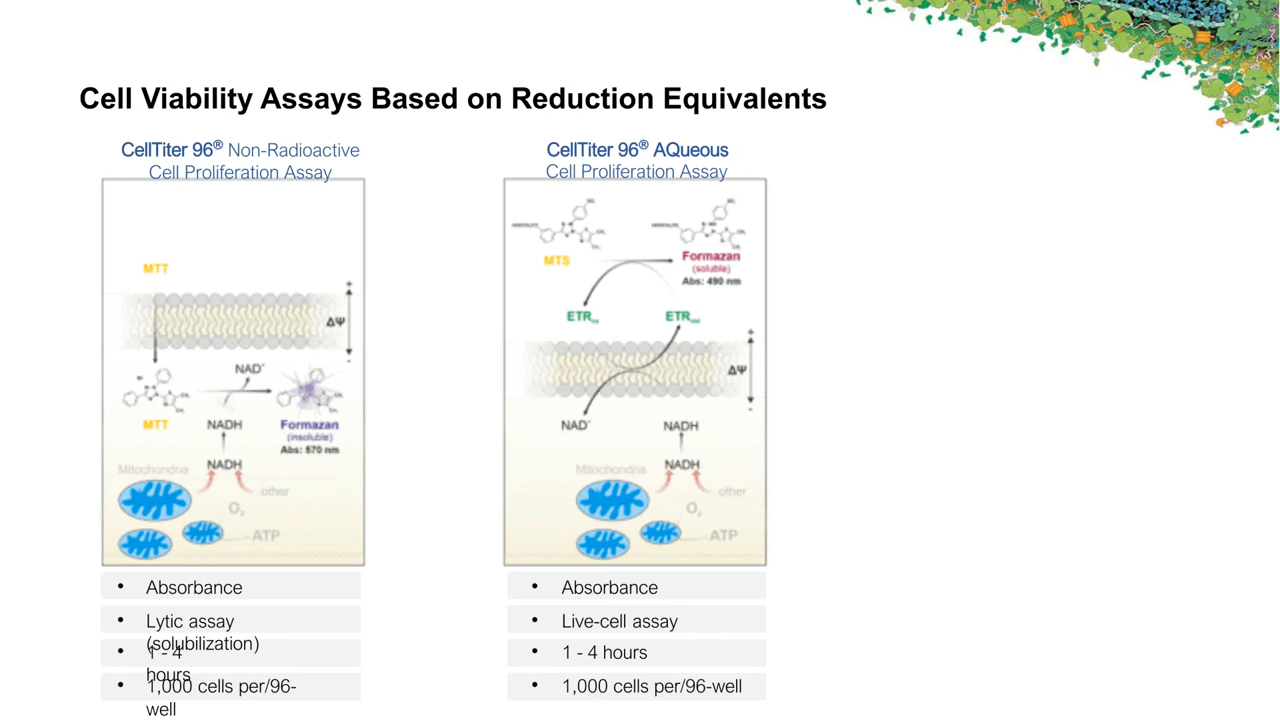 Cell Viability Assays Based on Reduction Equivalents
CellTiter 96® Non-Radioactive
Cell Proliferation Assay
MTT
ΔΨ
+
-
NAD⁺
MTT
NADH
Formazan
(insoluble)
Abs: 570 nm
Mitochondria
NADH
other
O₂
ATP
• Absorbance
• Lytic assay
(solubilization)
• 1 - 4
hours
• 1,000 cells per/96-
well
CellTiter 96® AQueous
Cell Proliferation Assay
MTS
Formazan
(soluble)
Abs: 490 nm
ETR
ETR
+
ΔΨ
-
NAD⁺
NADH
Mitochondria
NADH
other
O₂
ATP
• Absorbance
• Live-cell assay
• 1 - 4 hours
• 1,000 cells per/96-well